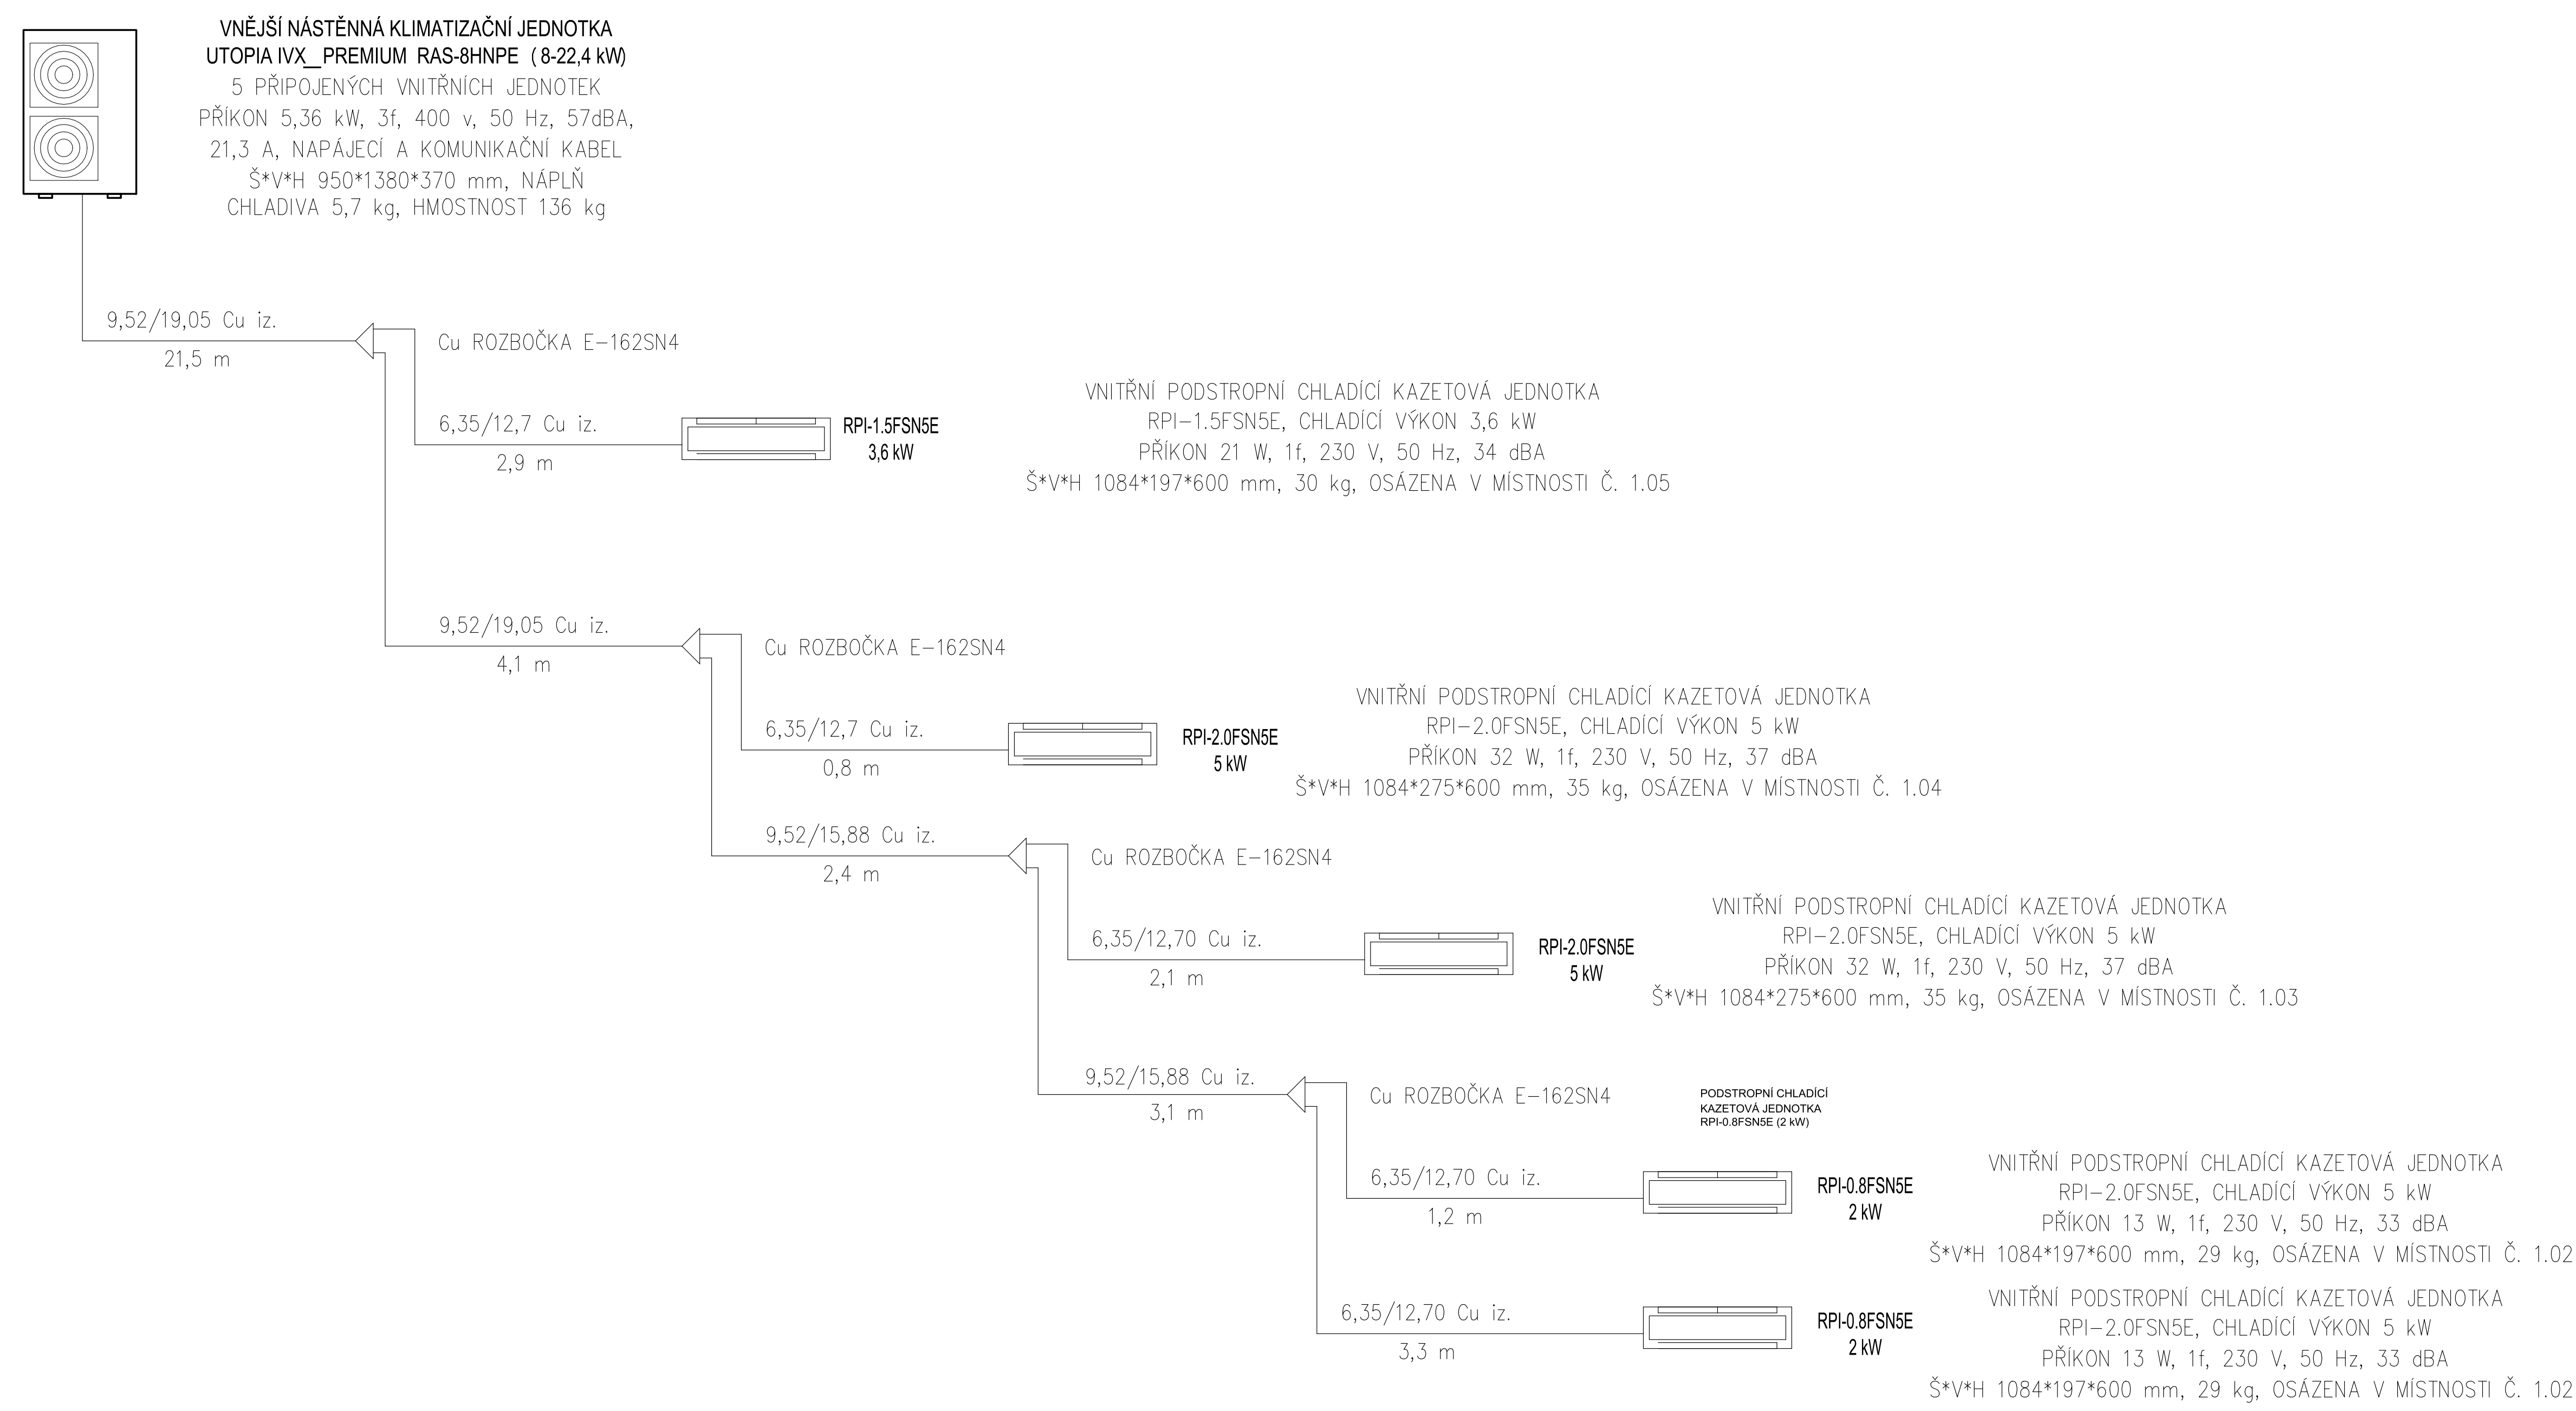 VNĚJŠÍ NÁSTĚNNÁ KLIMATIZAČNÍ JEDNOTKA
UTOPIA IVX_PREMIUM RAS-8HNPE ( 8-22,4 kW)
5 PŘIPOJENÝCH VNITŘNÍCH JEDNOTEK
PŘÍKON 5,36 kW, 3f, 400 v, 50 Hz, 57dBA,
21,3 A, NAPÁJECÍ A KOMUNIKAČNÍ KABEL
Š*V*H 950*1380*370 mm, NÁPLŇ
CHLADIVA 5,7 kg, HMOSTNOST 136 kg
9,52/19,05 Cu iz.
21,5 m
Cu ROZBOČKA E-162SN4
6,35/12,7 Cu iz.
2,9 m
RPI-1.5FSN5E
3,6 kW
VNITŘNÍ PODSTROPNÍ CHLADÍCÍ KAZETOVÁ JEDNOTKA
RPI-1.5FSN5E, CHLADÍCÍ VÝKON 3,6 kW
PŘÍKON 21 W, 1f, 230 V, 50 Hz, 34 dBA
Š*V*H 1084*197*600 mm, 30 kg, OSÁZENA V MÍSTNOSTI Č. 1.05
9,52/19,05 Cu iz.
4,1 m
Cu ROZBOČKA E-162SN4
6,35/12,7 Cu iz.
0,8 m
RPI-2.0FSN5E
5 kW
VNITŘNÍ PODSTROPNÍ CHLADÍCÍ KAZETOVÁ JEDNOTKA
RPI-2.0FSN5E, CHLADÍCÍ VÝKON 5 kW
PŘÍKON 32 W, 1f, 230 V, 50 Hz, 37 dBA
Š*V*H 1084*275*600 mm, 35 kg, OSÁZENA V MÍSTNOSTI Č. 1.04
9,52/15,88 Cu iz.
2,4 m
Cu ROZBOČKA E-162SN4
6,35/12,70 Cu iz.
2,1 m
RPI-2.0FSN5E
5 kW
VNITŘNÍ PODSTROPNÍ CHLADÍCÍ KAZETOVÁ JEDNOTKA
RPI-2.0FSN5E, CHLADÍCÍ VÝKON 5 kW
PŘÍKON 32 W, 1f, 230 V, 50 Hz, 37 dBA
Š*V*H 1084*275*600 mm, 35 kg, OSÁZENA V MÍSTNOSTI Č. 1.03
9,52/15,88 Cu iz.
3,1 m
Cu ROZBOČKA E-162SN4
PODSTROPNÍ CHLADÍCÍ
KAZETOVÁ JEDNOTKA
RPI-0.8FSN5E (2 kW)
6,35/12,70 Cu iz.
1,2 m
RPI-0.8FSN5E
2 kW
VNITŘNÍ PODSTROPNÍ CHLADÍCÍ KAZETOVÁ JEDNOTKA
RPI-2.0FSN5E, CHLADÍCÍ VÝKON 5 kW
PŘÍKON 13 W, 1f, 230 V, 50 Hz, 33 dBA
Š*V*H 1084*197*600 mm, 29 kg, OSÁZENA V MÍSTNOSTI Č. 1.02
6,35/12,70 Cu iz.
3,3 m
RPI-0.8FSN5E
2 kW
VNITŘNÍ PODSTROPNÍ CHLADÍCÍ KAZETOVÁ JEDNOTKA
RPI-2.0FSN5E, CHLADÍCÍ VÝKON 5 kW
PŘÍKON 13 W, 1f, 230 V, 50 Hz, 33 dBA
Š*V*H 1084*197*600 mm, 29 kg, OSÁZENA V MÍSTNOSTI Č. 1.02